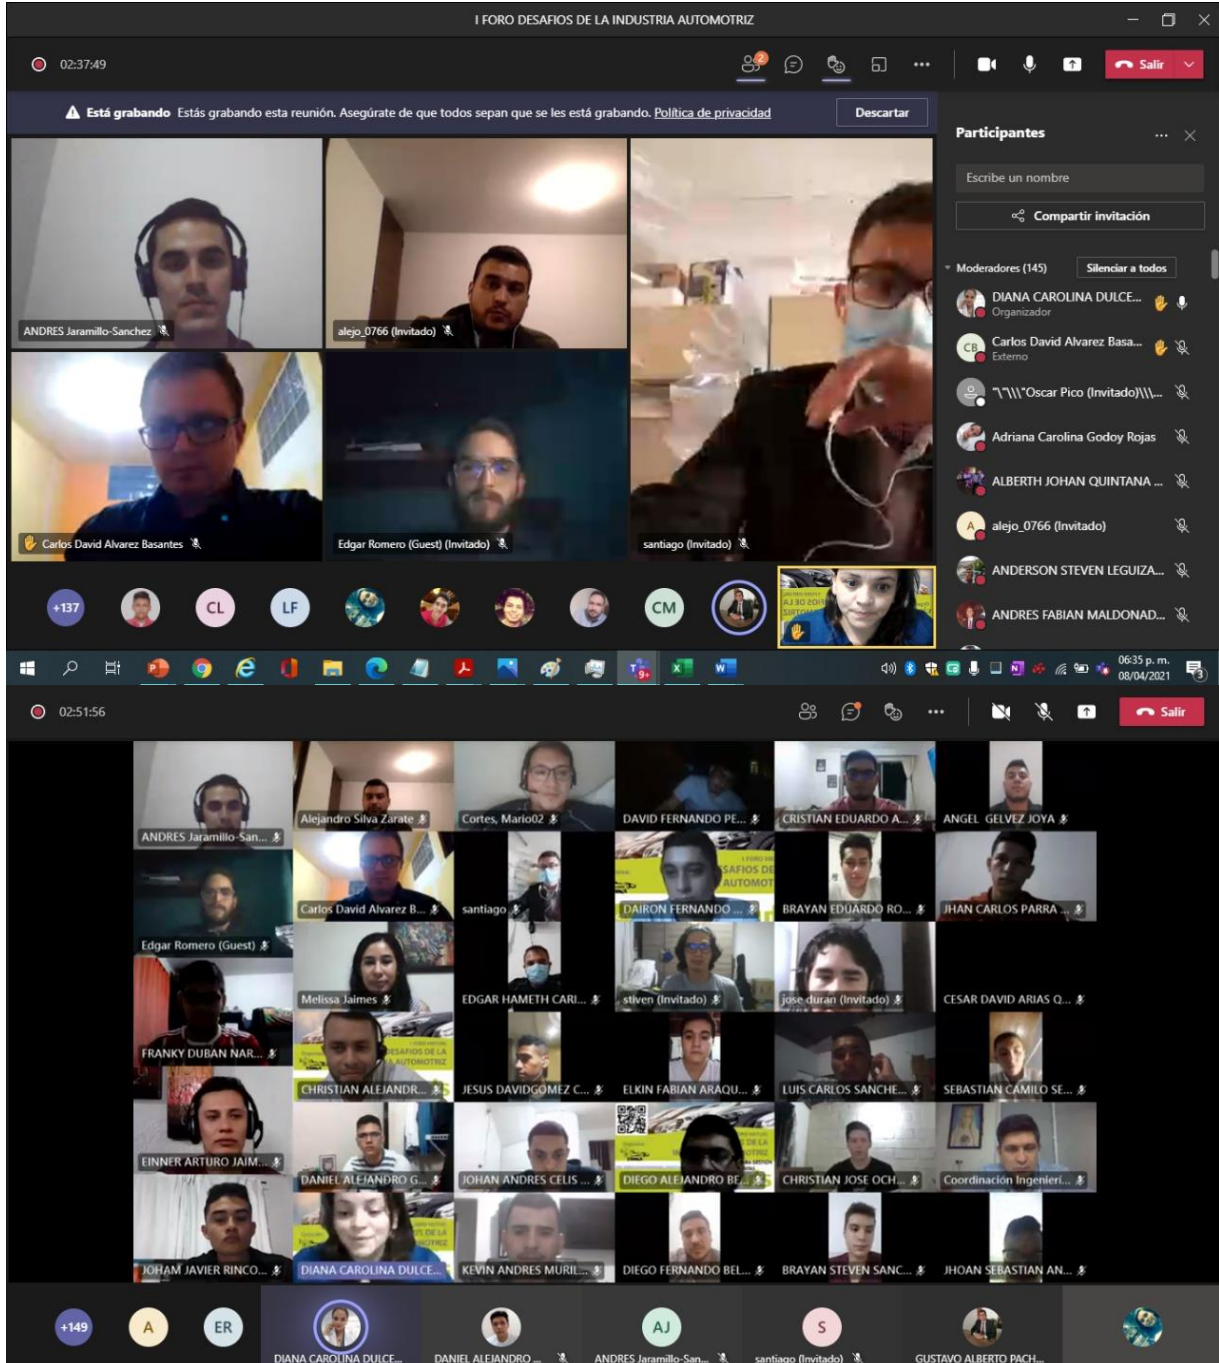 I FORO DESAFIOS DE LA INDUSTRIA AUTOMOTRIZ
02:37:49
2
Salir
Está grabando Estás grabando esta reunión. Asegúrate de que todos sepan que se les está grabando. Política de privacidad
Descartar
Participantes
Escribe un nombre
Compartir invitación
Moderadores (145)
Silenciar a todos
DIANA CAROLINA DULCE...
Organizador
Carlos David Alvarez Basa...
CB
Externo
"\"\\\"Oscar Pico (Invitado)\\\...
Adriana Carolina Godoy Rojas
ALBERTH JOHAN QUINTANA ...
A
alejo_0766 (Invitado)
ANDERSON STEVEN LEGUIZA...
ANDRES FABIAN MALDONAD...
ANDRES Jaramillo-Sanchez
alejo_0766 (Invitado)
Carlos David Alvarez Basantes
Edgar Romero (Guest) (Invitado)
santiago (Invitado)
+137
CL
LF
CM
9+
06:35 p. m.
08/04/2021
3
02:51:56
Salir
ANDRES Jaramillo-San...
Alejandro Silva Zarate
Cortes, Mario02
DAVID FERNANDO PE...
CRISTIAN EDUARDO A...
ANGEL GELVEZ JOYA
Edgar Romero (Guest)
Carlos David Alvarez B...
santiago
DAIRON FERNANDO ...
BRAYAN EDUARDO RO...
JHAN CARLOS PARRA ...
FRANKY DUBAN NAR...
Melissa Jaimes
EDGAR HAMETH CARI...
stiven (Invitado)
jose duran (Invitado)
CESAR DAVID ARIAS Q...
EINNER ARTURO JAIM...
CHRISTIAN ALEJANDR...
JESUS DAVIDGOMEZ C...
ELKIN FABIAN ARAQU...
LUIS CARLOS SANCHE...
SEBASTIAN CAMILO SE...
DANIEL ALEJANDRO G...
JOHAN ANDRES CELIS ...
DIEGO ALEJANDRO BE...
CHRISTIAN JOSE OCH...
Coordinación Ingenierí...
JOHAM JAVIER RINCO...
DIANA CAROLINA DULCE...
KEVIN ANDRES MURIL...
DIEGO FERNANDO BEL...
BRAYAN STEVEN SANC...
JHOAN SEBASTIAN AN...
+149
A
ER
DIANA CAROLINA DULCE...
DANIEL ALEJANDRO ...
AJ
ANDRES Jaramillo-San...
S
santiago (Invitado)
GUSTAVO ALBERTO PACH...